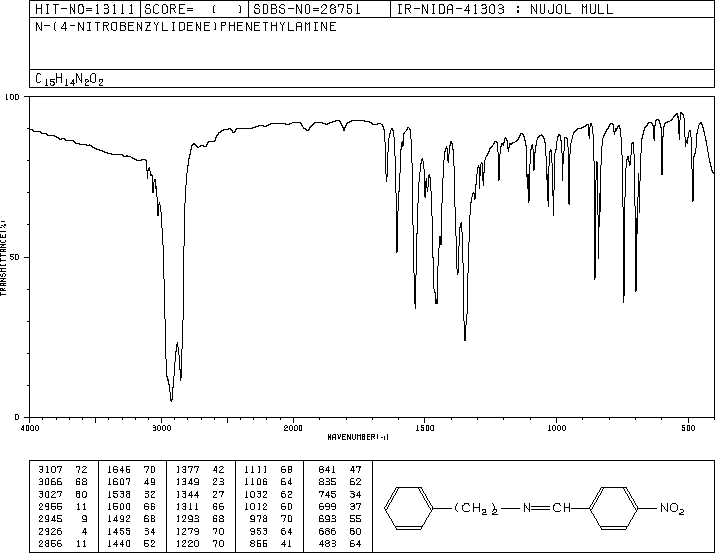 HIT-NO=13111 SCORE= ( ) SDBS-NO=28751 IR-NIDA-41303 : NUJOL MULL
N-(4-NITROBENZYLIDENE)PHENETHYLAMINE
C15H14N2O2
100
50
0
TRANSMITTANCE(%)
4000 3000 2000 1500 1000 500
WAVENUMBER(-1)
3107 72 1646 70 1377 42 1111 68 841 47
3066 68 1607 49 1349 23 1106 64 835 62
3027 60 1538 32 1344 27 1032 62 745 34
2955 11 1500 66 1311 66 1012 60 699 37
2945 9 1492 68 1293 68 978 70 693 55
2926 4 1455 34 1279 70 953 64 686 60
2856 11 1440 52 1220 70 856 41 483 64
(CH2)2 N CH NO2